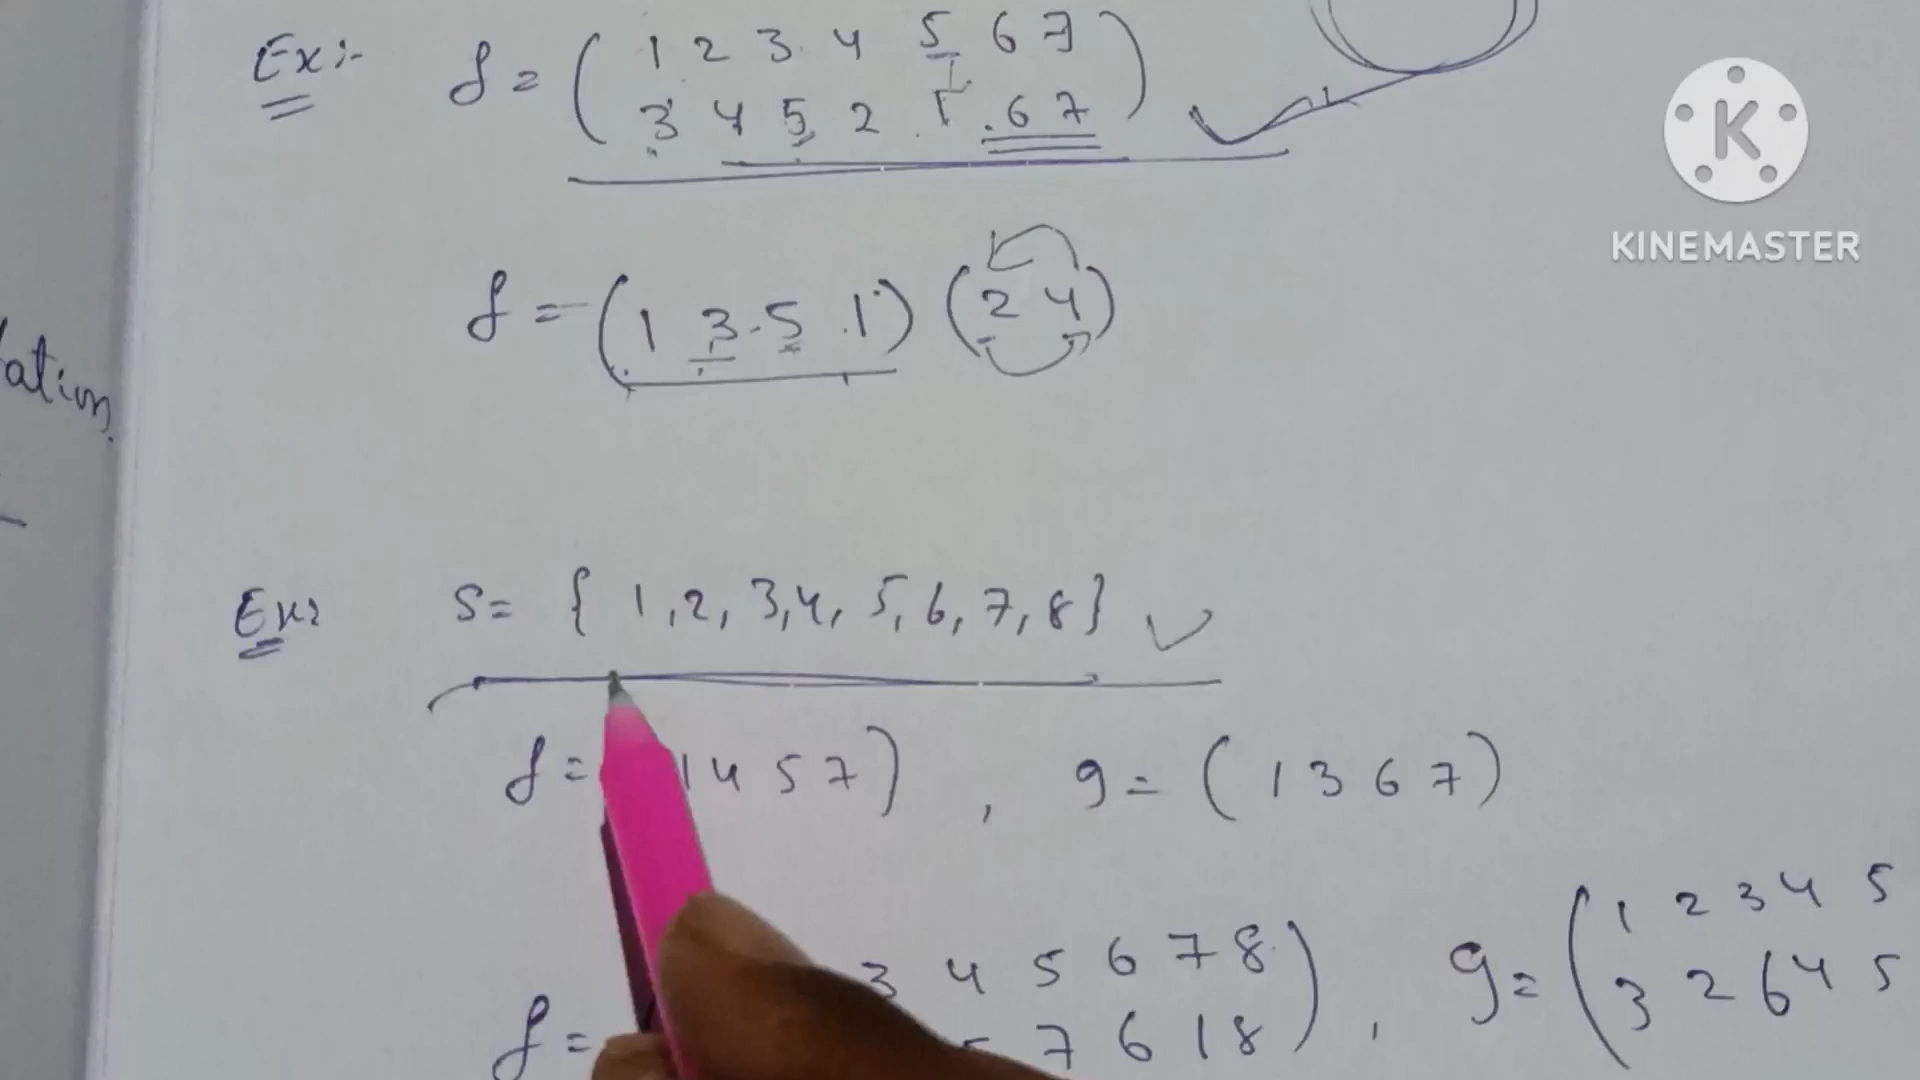 Ex:- f = ( 1 2 3 4 5 6 7
3 4 5 2 1 6 7 )
f = ( 1 3 5 1 ) ( 2 4 )
ation
Ex: S = { 1, 2, 3, 4, 5, 6, 7, 8 }
f = 1 4 5 7 ) , g = ( 1 3 6 7 )
3 4 5 6 7 8 ) , g = ( 1 2 3 4 5
f = 5 7 6 1 8 3 2 6 4 5
KINEMASTER